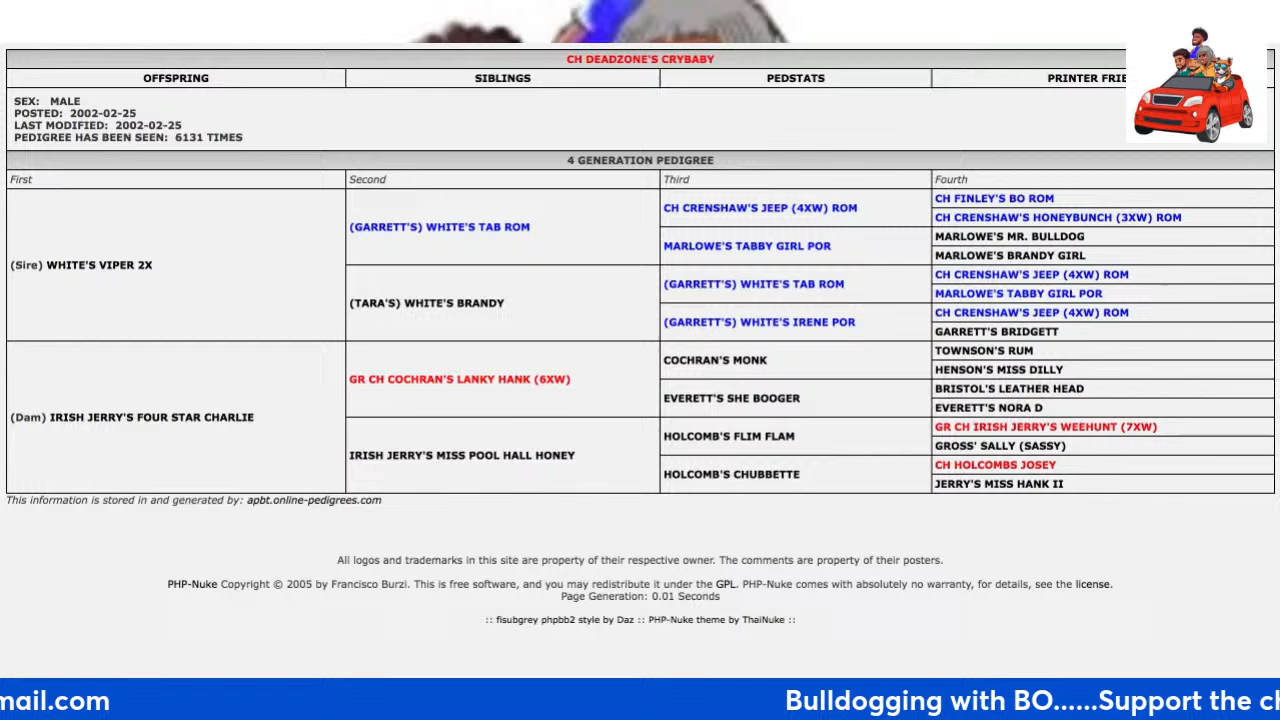 CH DEADZONE'S CRYBABY
OFFSPRING SIBLINGS PEDSTATS PRINTER FRIE
SEX: MALE
POSTED: 2002-02-25
LAST MODIFIED: 2002-02-25
PEDIGREE HAS BEEN SEEN: 6131 TIMES
4 GENERATION PEDIGREE
First Second Third Fourth
(Sire) WHITE'S VIPER 2X
(GARRETT'S) WHITE'S TAB ROM
CH CRENSHAW'S JEEP (4XW) ROM
CH FINLEY'S BO ROM
CH CRENSHAW'S HONEYBUNCH (3XW) ROM
MARLOWE'S TABBY GIRL POR
MARLOWE'S MR. BULLDOG
MARLOWE'S BRANDY GIRL
(TARA'S) WHITE'S BRANDY
(GARRETT'S) WHITE'S TAB ROM
CH CRENSHAW'S JEEP (4XW) ROM
MARLOWE'S TABBY GIRL POR
(GARRETT'S) WHITE'S IRENE POR
CH CRENSHAW'S JEEP (4XW) ROM
GARRETT'S BRIDGETT
(Dam) IRISH JERRY'S FOUR STAR CHARLIE
GR CH COCHRAN'S LANKY HANK (6XW)
COCHRAN'S MONK
TOWNSON'S RUM
HENSON'S MISS DILLY
EVERETT'S SHE BOOGER
BRISTOL'S LEATHER HEAD
EVERETT'S NORA D
IRISH JERRY'S MISS POOL HALL HONEY
HOLCOMB'S FLIM FLAM
GR CH IRISH JERRY'S WEEHUNT (7XW)
GROSS' SALLY (SASSY)
HOLCOMB'S CHUBBETTE
CH HOLCOMBS JOSEY
JERRY'S MISS HANK II
This information is stored in and generated by: apbt.online-pedigrees.com
All logos and trademarks in this site are property of their respective owner. The comments are property of their posters.
PHP-Nuke Copyright © 2005 by Francisco Burzi. This is free software, and you may redistribute it under the GPL. PHP-Nuke comes with absolutely no warranty, for details, see the license.
Page Generation: 0.01 Seconds
:: fisubgrey phpbb2 style by Daz :: PHP-Nuke theme by ThaiNuke ::
mail.com Bulldogging with BO......Support the ch